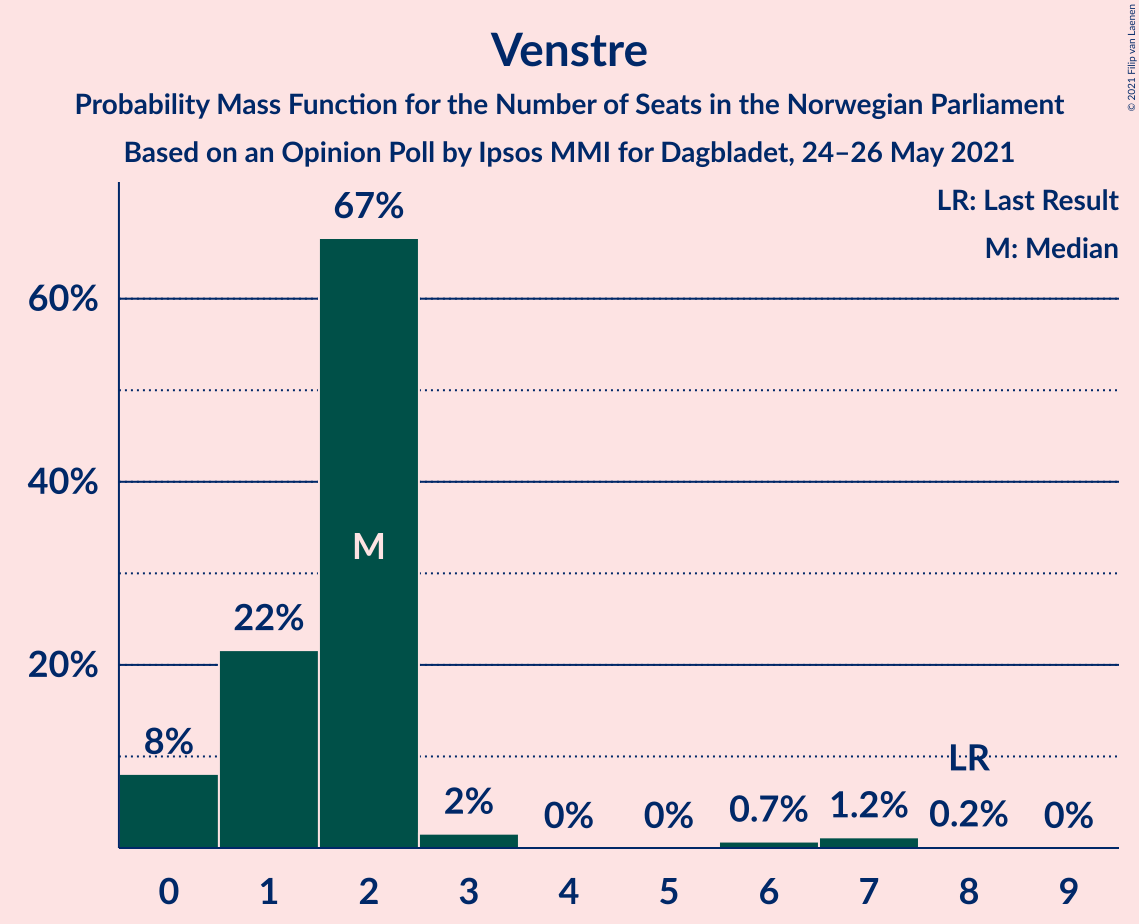 Venstre
Probability Mass Function for the Number of Seats in the Norwegian Parliament
Based on an Opinion Poll by Ipsos MMI for Dagbladet, 24–26 May 2021
© 2021 Filip van Laenen
LR: Last Result
M: Median
60%
40%
20%
8%
22%
67%
M
2%
0%
0%
0.7%
1.2%
LR
0.2%
0%
0 1 2 3 4 5 6 7 8 9